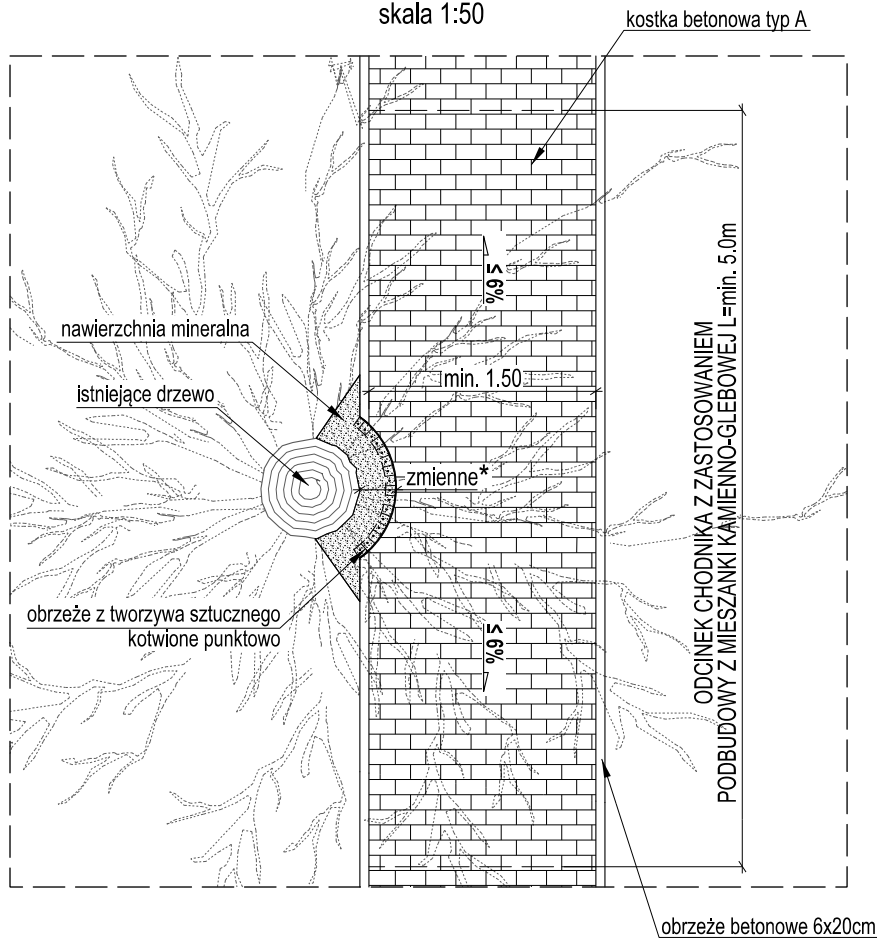 skala 1:50
kostka betonowa typ A
≤ 6%
nawierzchnia mineralna
istniejące drzewo
min. 1.50
zmienne*
obrzeże z tworzywa sztucznego
kotwione punktowo
≤ 6%
ODCINEK CHODNIKA Z ZASTOSOWANIEM
PODBUDOWY Z MIESZANKI KAMIENNO-GLEBOWEJ L=min. 5.0m
obrzeże betonowe 6x20cm